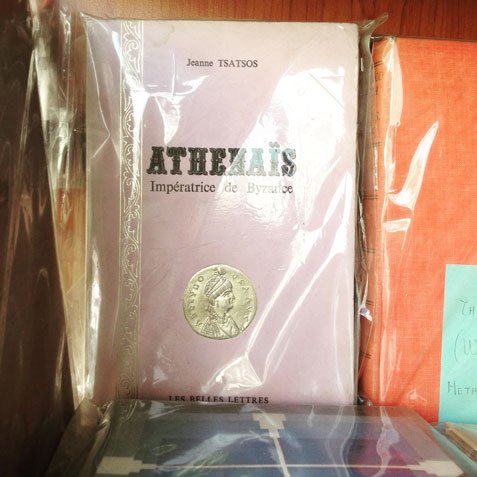 Jeanne TSATSOS
ATHENAÏS
Impératrice de Byzance
LES BELLES LETTRES